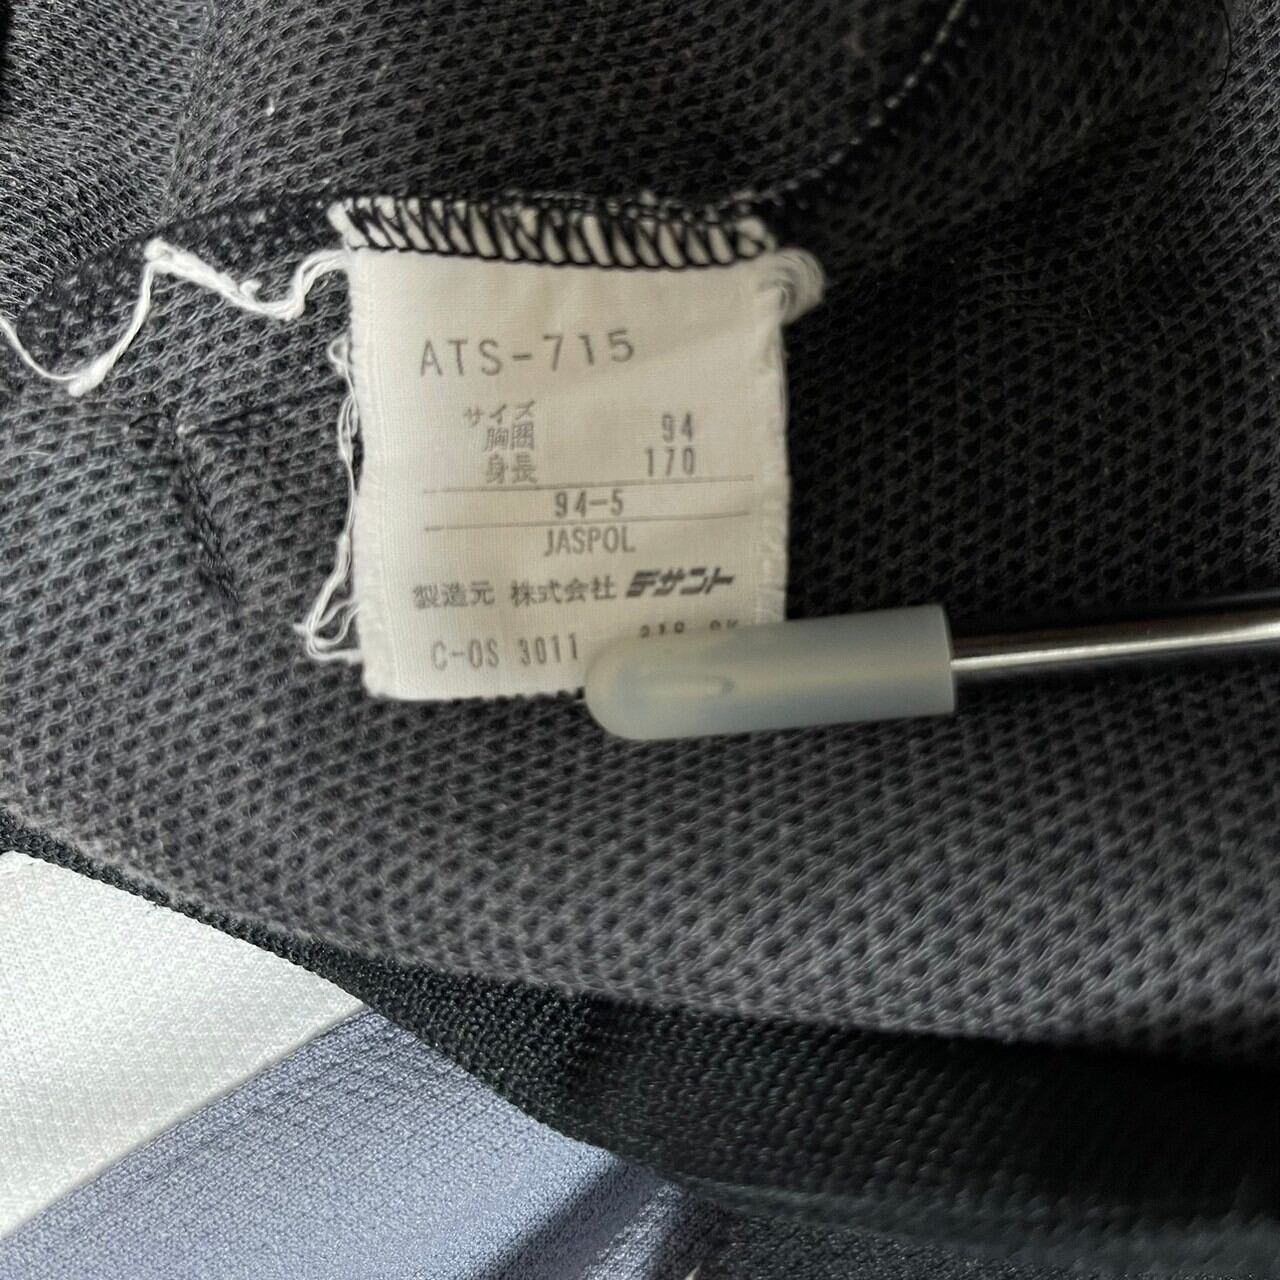 ATS-715
サイズ
胸囲 94
身長 170
94-5
JASPOL
製造元 株式会社 デサント
C-OS 3011